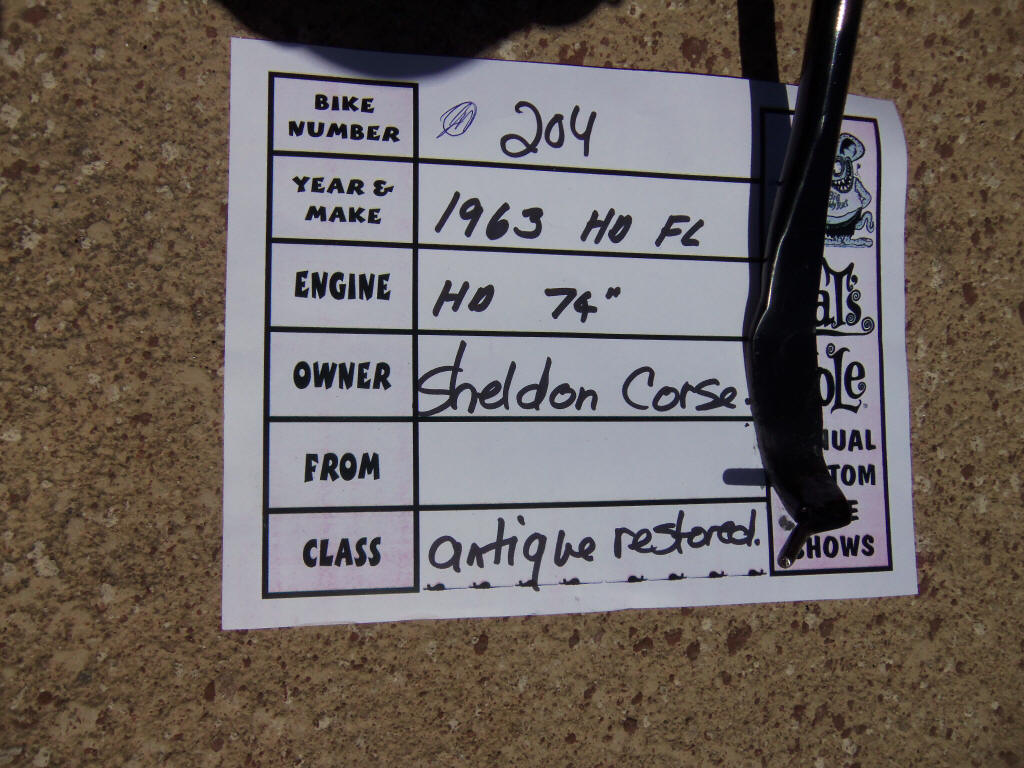 BIKE NUMBER 204
YEAR & MAKE 1963 HD FL
ENGINE HD 74"
OWNER Sheldon Corse.
FROM
CLASS antique restored.
SHOWS